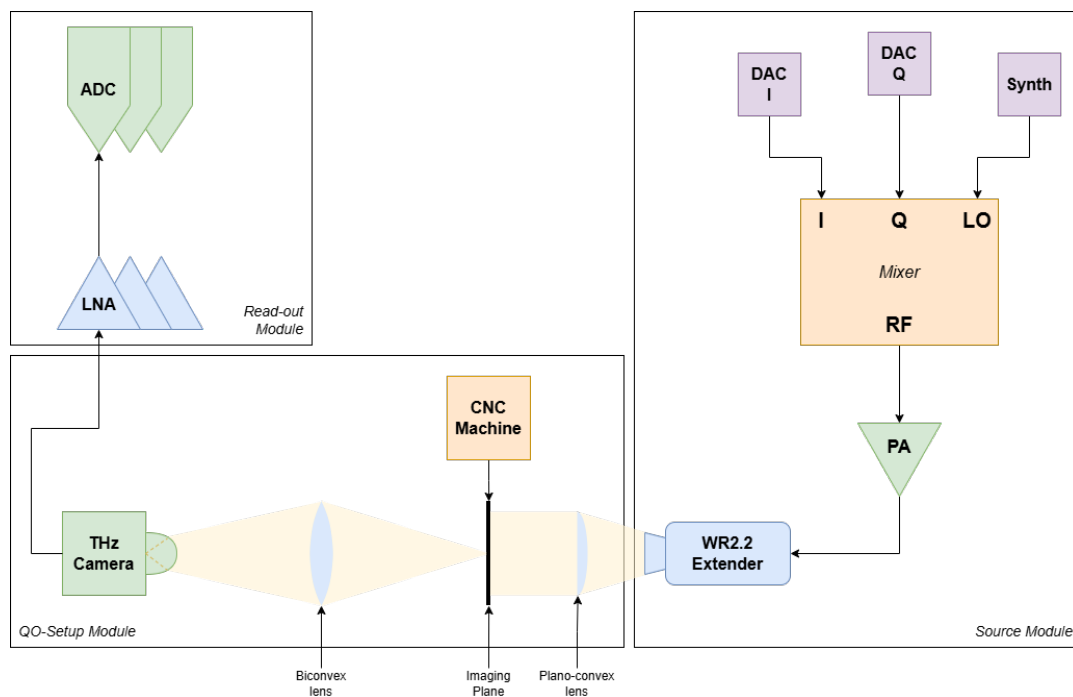 ADC
LNA
Read-out
Module
DAC
I
DAC
Q
Synth
I
Q
LO
Mixer
RF
PA
WR2.2
Extender
Source Module
CNC
Machine
THz
Camera
QO-Setup Module
Biconvex
lens
Imaging
Plane
Plano-convex
lens